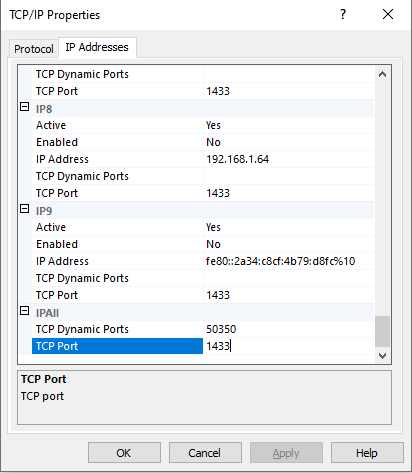 TCP/IP Properties ? ×
Protocol IP Addresses
TCP Dynamic Ports
TCP Port 1433
IP8
Active Yes
Enabled No
IP Address 192.168.1.64
TCP Dynamic Ports
TCP Port 1433
IP9
Active Yes
Enabled No
IP Address fe80::2a34:c8cf:4b79:d8fc%10
TCP Dynamic Ports
TCP Port 1433
IPAll
TCP Dynamic Ports 50350
TCP Port 1433
TCP Port
TCP port
OK Cancel Apply Help